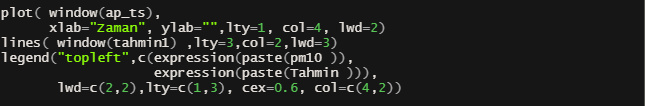 plot( window(ap_ts),
xlab="Zaman", ylab="",lty=1, col=4, lwd=2)
lines( window(tahmin1) ,lty=3,col=2,lwd=3)
legend("topleft",c(expression(paste(pm10 )),
expression(paste(Tahmin ))),
lwd=c(2,2),lty=c(1,3), cex=0.6, col=c(4,2))